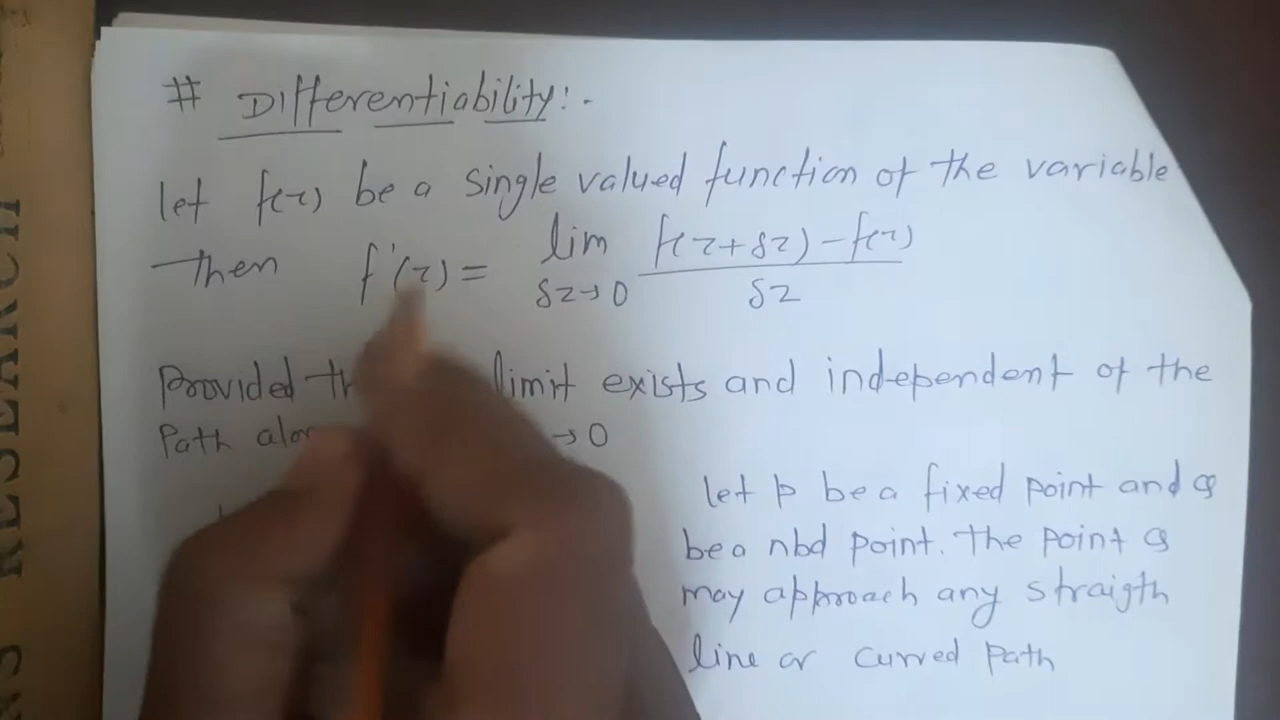 # Differentiability:-
let f(z) be a single valued function of the variable
then f'(z) = lim δz→0 f(z+δz)-f(z) / δz
Provided limit exists and independent of the
Path →0
let p be a fixed point and Q
be a nbd point. The point Q
may approach any straigth
line or curved path
RESEARCH